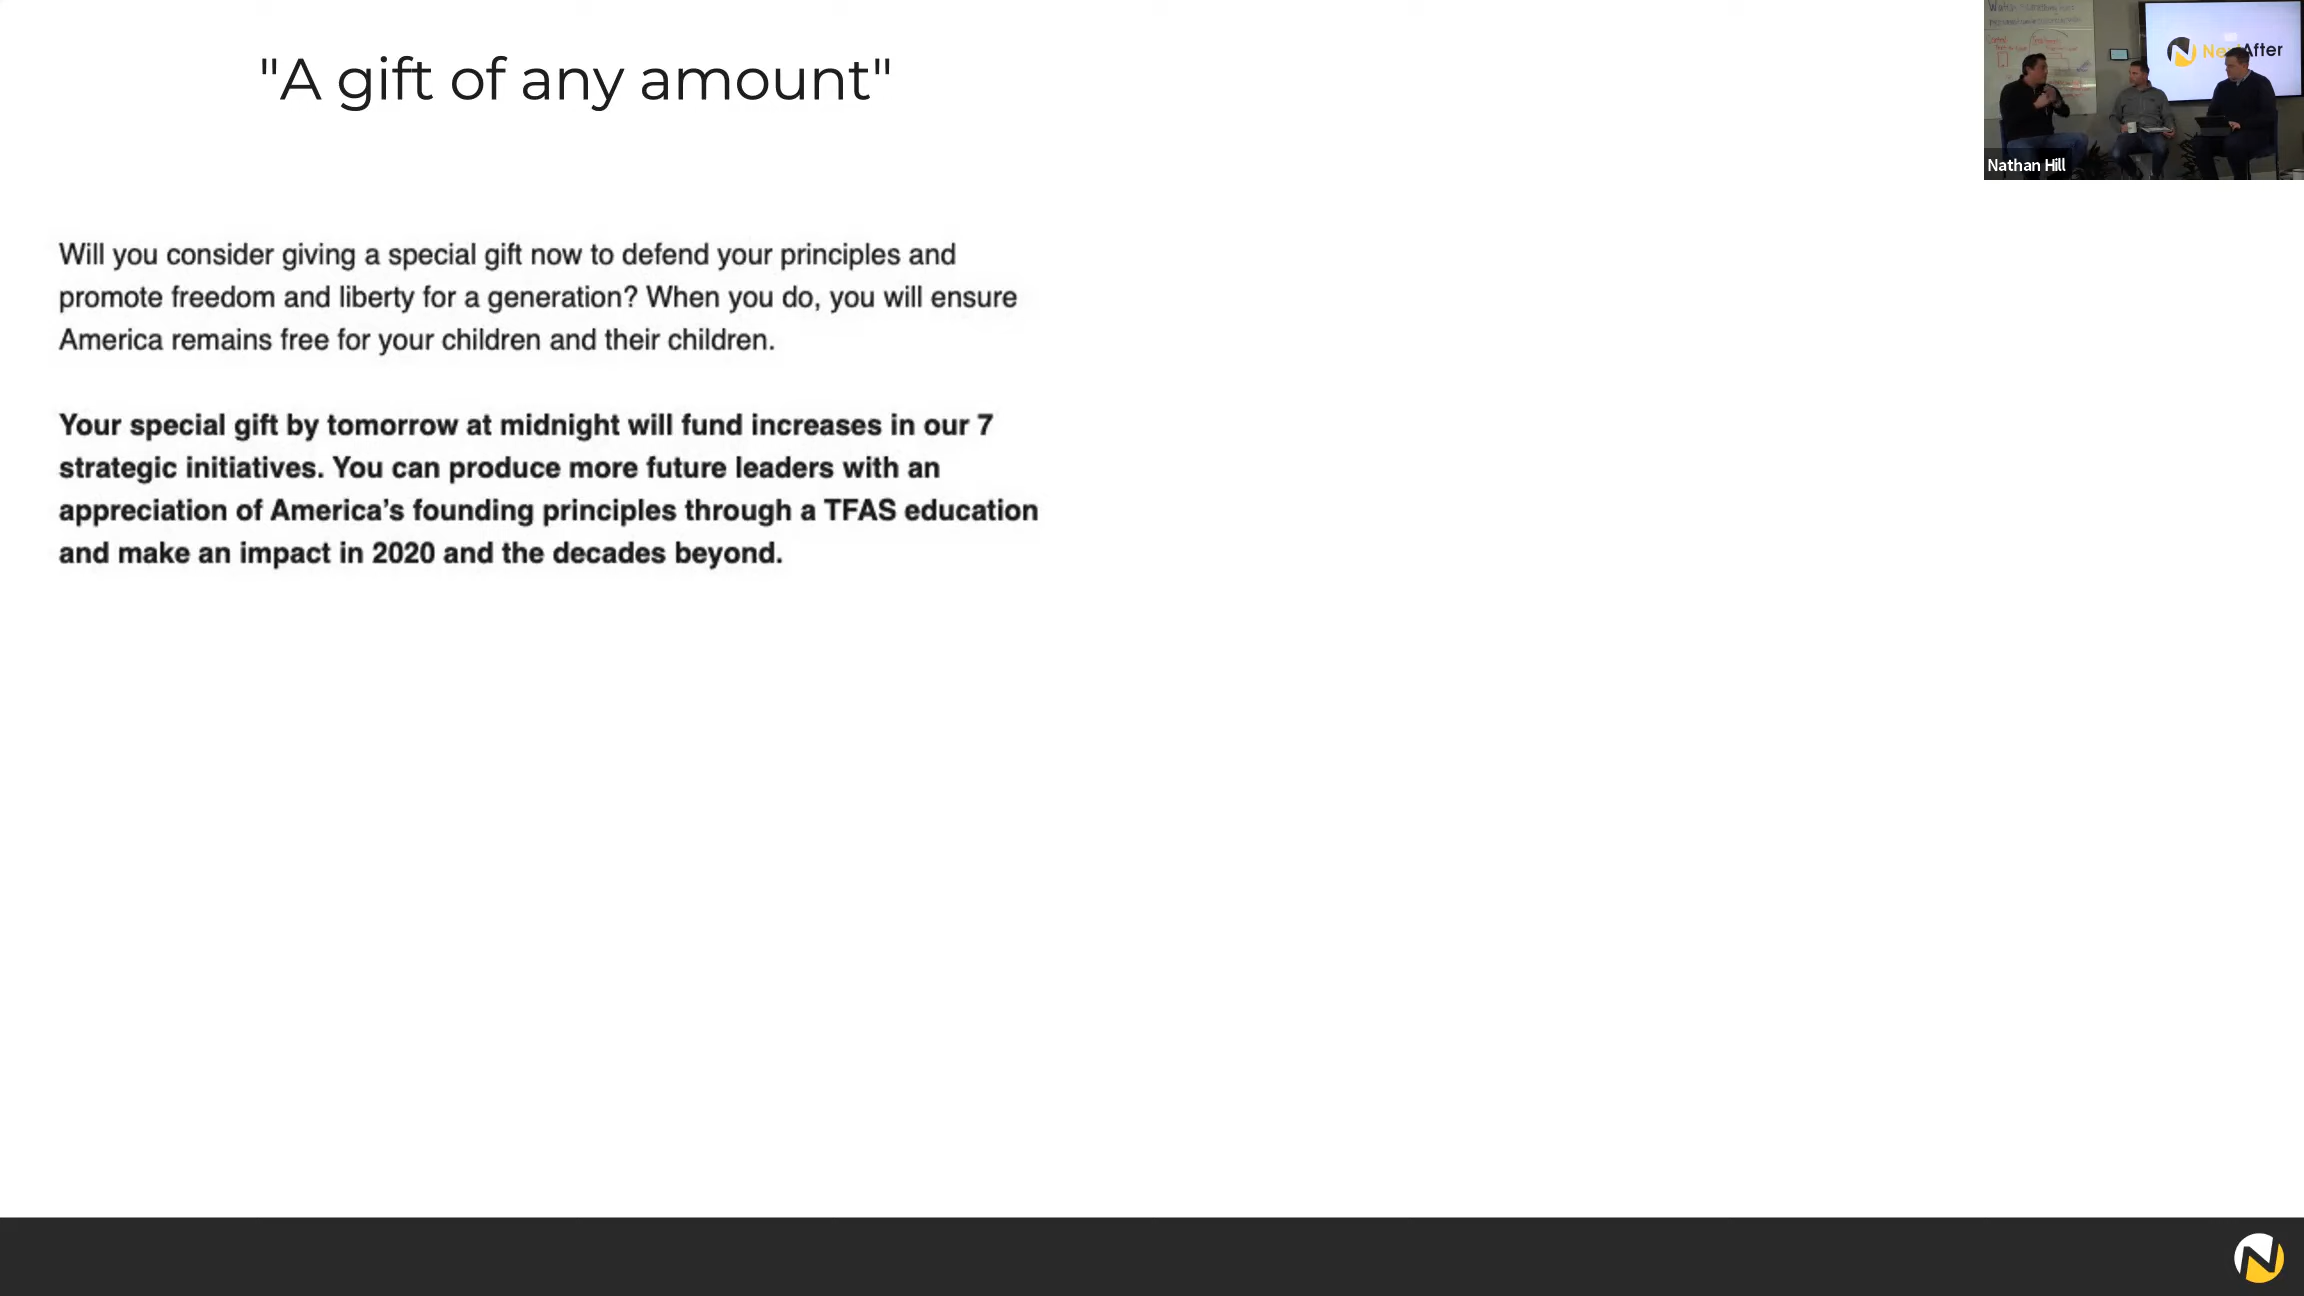 "A gift of any amount"
Will you consider giving a special gift now to defend your principles and
promote freedom and liberty for a generation? When you do, you will ensure
America remains free for your children and their children.
Your special gift by tomorrow at midnight will fund increases in our 7
strategic initiatives. You can produce more future leaders with an
appreciation of America's founding principles through a TFAS education
and make an impact in 2020 and the decades beyond.
After
Nathan Hill